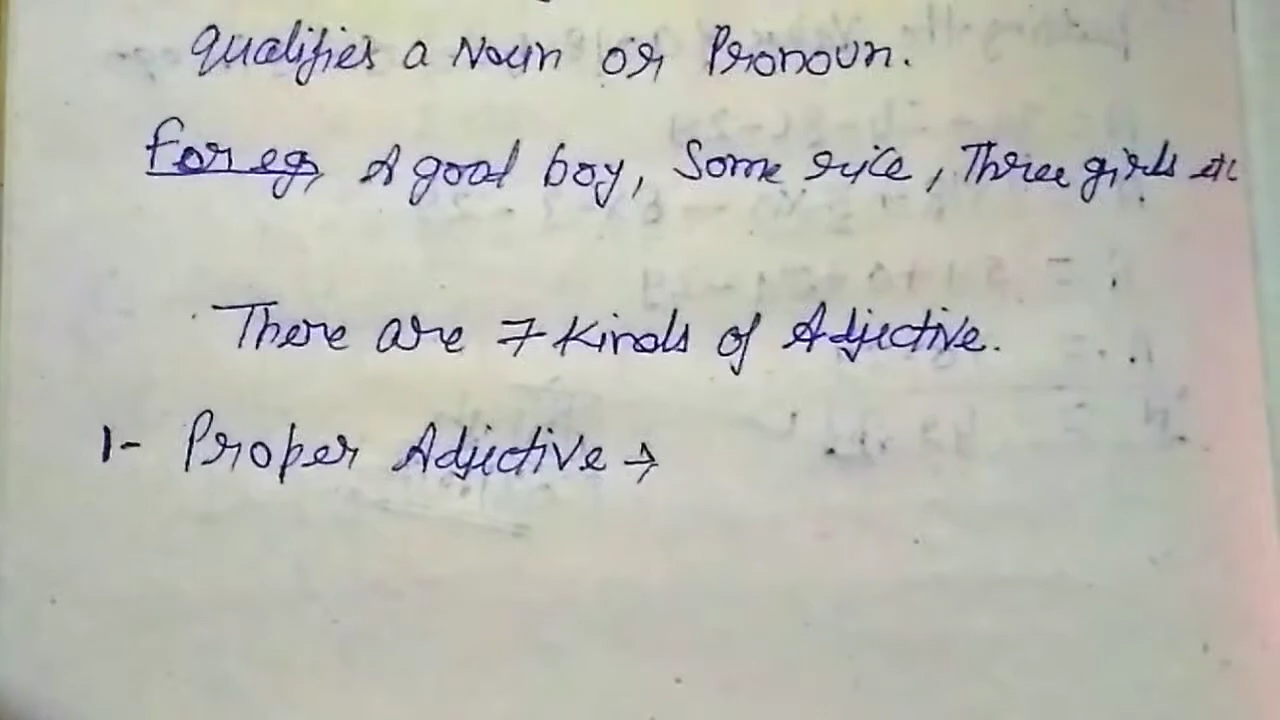 Qualifies a Noun or Pronoun.
For eg, A good boy, Some rice, Three girls etc
There are 7 Kinds of Adjective.
1- Proper Adjective →